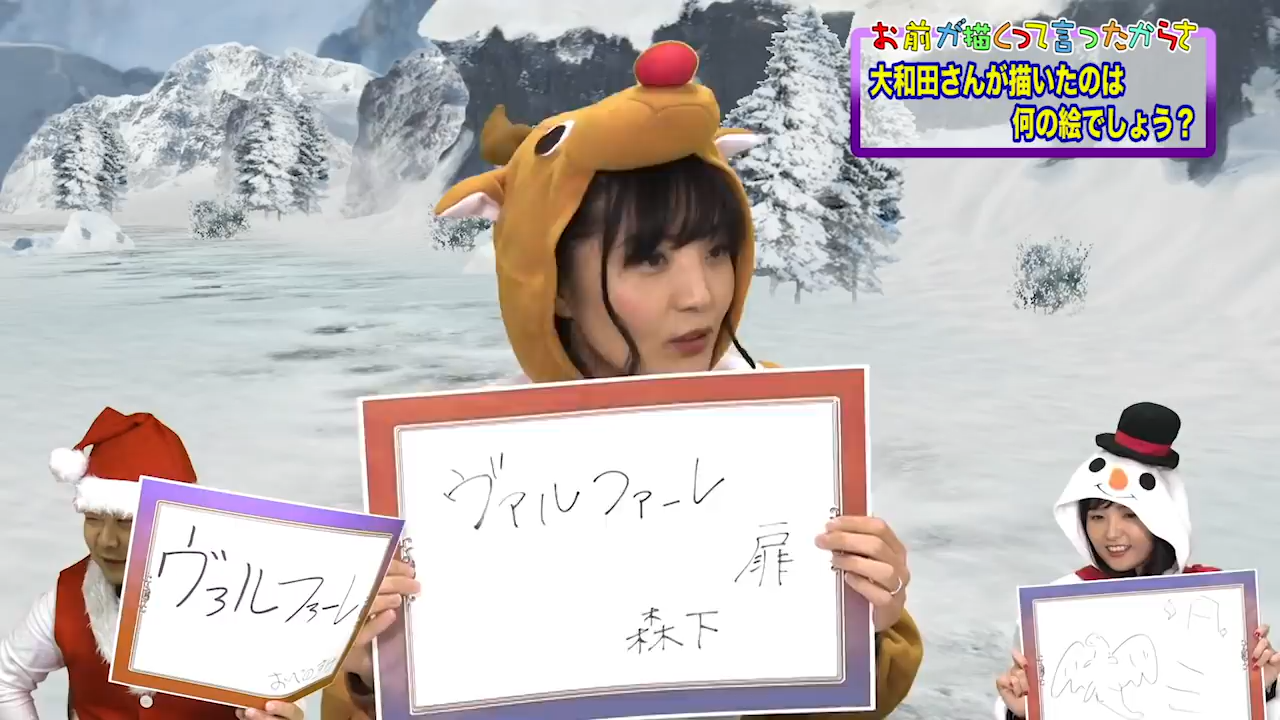 お前が描くって言ったからさ
大和田さんが描いたのは
何の絵でしょう？
ヴァルファーレ
扉
森下
ヴァルファーレ